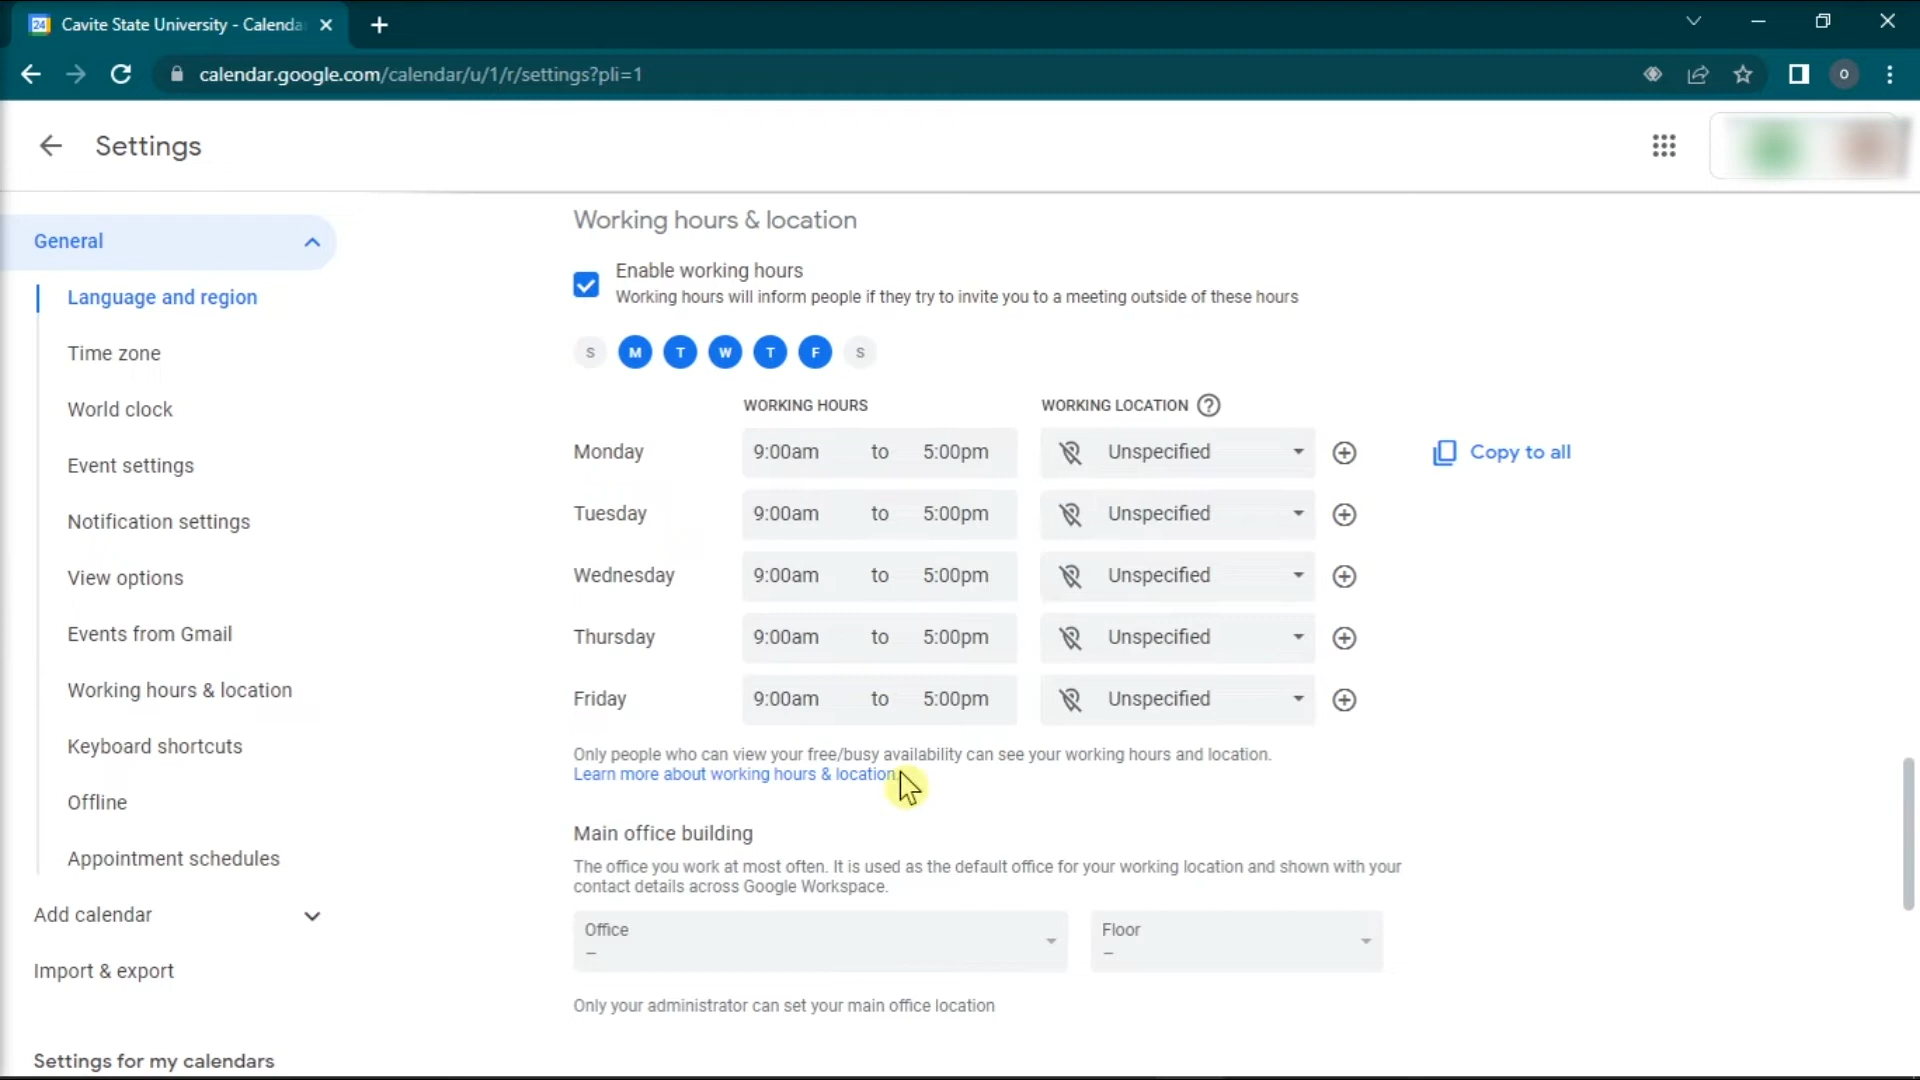 24
Cavite State University - Calenda
calendar.google.com/calendar/u/1/r/settings?pli=1
O
Settings
General
Language and region
Time zone
World clock
Event settings
Notification settings
View options
Events from Gmail
Working hours & location
Keyboard shortcuts
Offline
Appointment schedules
Add calendar
Import & export
Settings for my calendars
Working hours & location
Enable working hours
Working hours will inform people if they try to invite you to a meeting outside of these hours
S M T W T F S
WORKING HOURS WORKING LOCATION ?
Monday 9:00am to 5:00pm Unspecified Copy to all
Tuesday 9:00am to 5:00pm Unspecified
Wednesday 9:00am to 5:00pm Unspecified
Thursday 9:00am to 5:00pm Unspecified
Friday 9:00am to 5:00pm Unspecified
Only people who can view your free/busy availability can see your working hours and location.
Learn more about working hours & location.
Main office building
The office you work at most often. It is used as the default office for your working location and shown with your
contact details across Google Workspace.
Office Floor
– –
Only your administrator can set your main office location